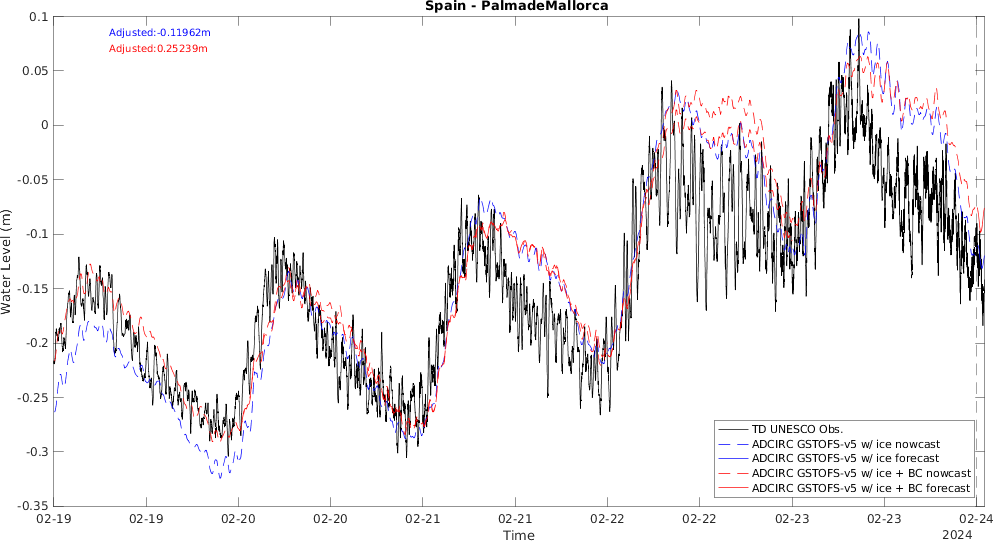 Spain - PalmadeMallorca
Adjusted:-0.11962m
Adjusted:0.25239m
0.1
0.05
0
-0.05
-0.1
-0.15
-0.2
-0.25
-0.3
-0.35
Water Level (m)
TD UNESCO Obs.
ADCIRC GSTOFS-v5 w/ ice nowcast
ADCIRC GSTOFS-v5 w/ ice forecast
ADCIRC GSTOFS-v5 w/ ice + BC nowcast
ADCIRC GSTOFS-v5 w/ ice + BC forecast
02-19 02-19 02-20 02-20 02-21 02-21 02-22 02-22 02-23 02-23 02-24
Time
2024